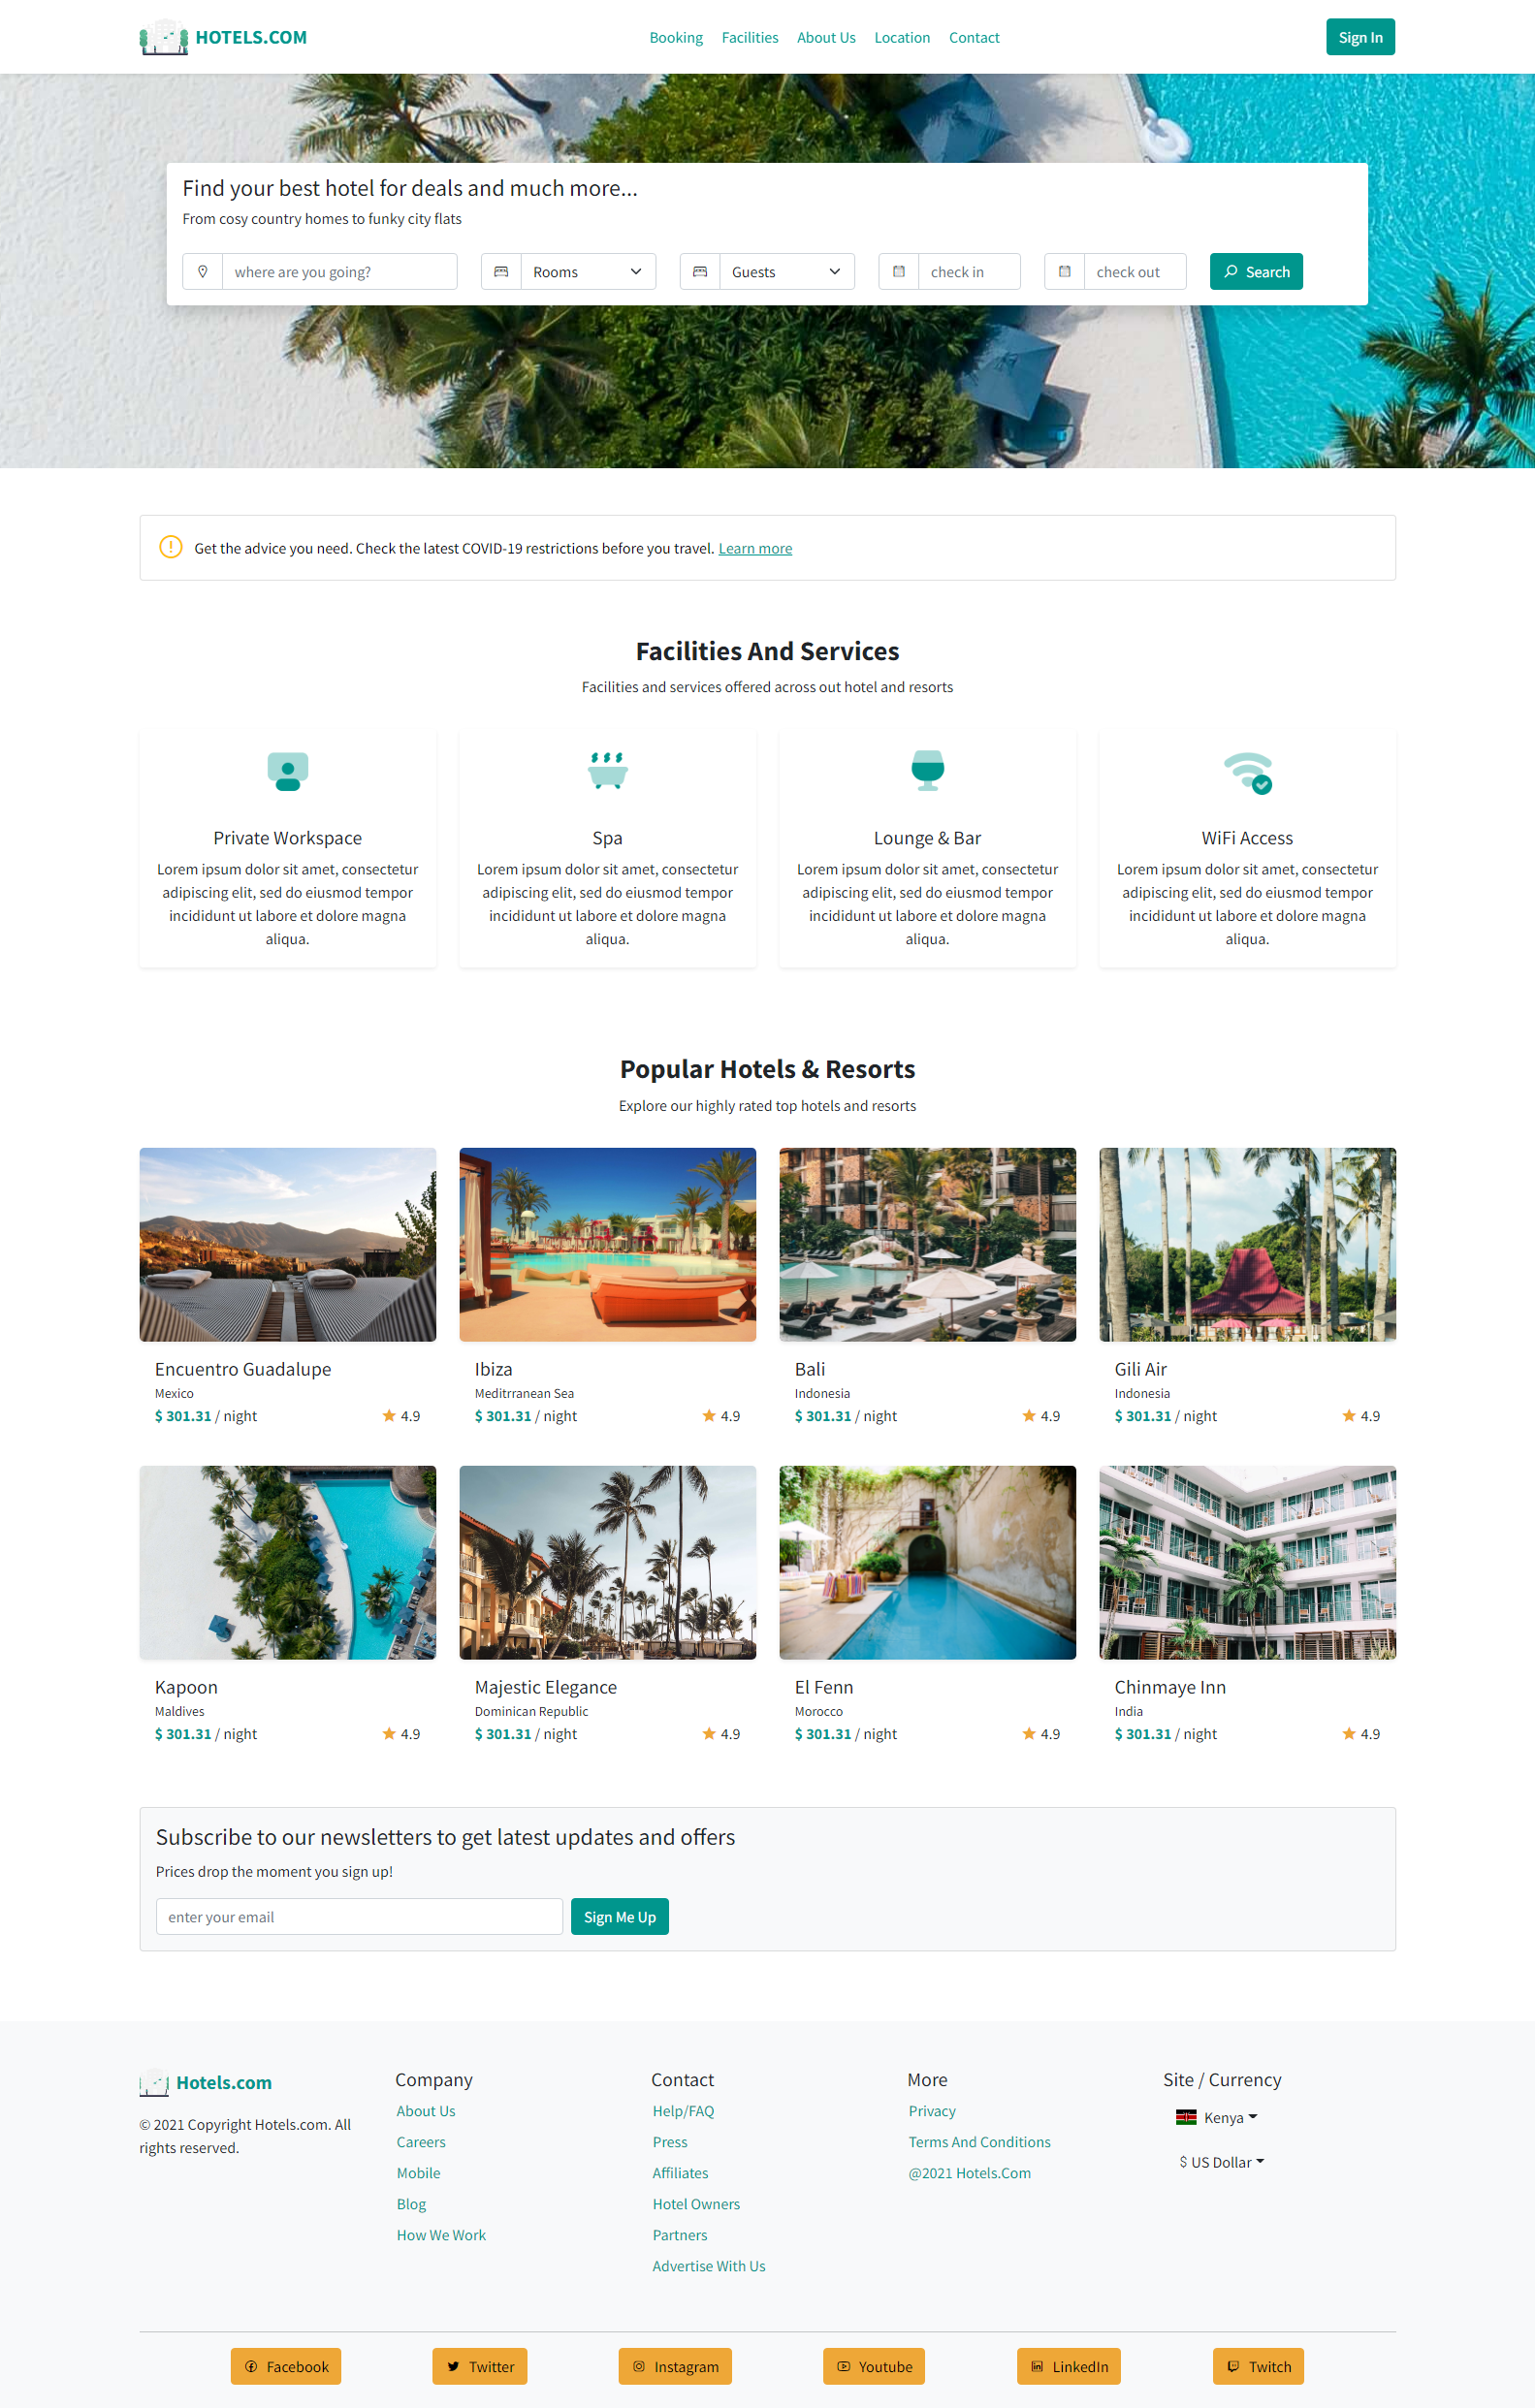 HOTELS.COM
Booking Facilities About Us Location Contact
Sign In
Find your best hotel for deals and much more...
From cosy country homes to funky city flats
where are you going? Rooms Guests check in check out Search
Get the advice you need. Check the latest COVID-19 restrictions before you travel. Learn more
Facilities And Services
Facilities and services offered across out hotel and resorts
Private Workspace
Lorem ipsum dolor sit amet, consectetur
adipiscing elit, sed do eiusmod tempor
incididunt ut labore et dolore magna
aliqua.
Spa
Lorem ipsum dolor sit amet, consectetur
adipiscing elit, sed do eiusmod tempor
incididunt ut labore et dolore magna
aliqua.
Lounge & Bar
Lorem ipsum dolor sit amet, consectetur
adipiscing elit, sed do eiusmod tempor
incididunt ut labore et dolore magna
aliqua.
WiFi Access
Lorem ipsum dolor sit amet, consectetur
adipiscing elit, sed do eiusmod tempor
incididunt ut labore et dolore magna
aliqua.
Popular Hotels & Resorts
Explore our highly rated top hotels and resorts
Encuentro Guadalupe
Mexico
$ 301.31 / night 4.9
Ibiza
Meditrranean Sea
$ 301.31 / night 4.9
Bali
Indonesia
$ 301.31 / night 4.9
Gili Air
Indonesia
$ 301.31 / night 4.9
Kapoon
Maldives
$ 301.31 / night 4.9
Majestic Elegance
Dominican Republic
$ 301.31 / night 4.9
El Fenn
Morocco
$ 301.31 / night 4.9
Chinmaye Inn
India
$ 301.31 / night 4.9
Subscribe to our newsletters to get latest updates and offers
Prices drop the moment you sign up!
enter your email Sign Me Up
Hotels.com
© 2021 Copyright Hotels.com. All
rights reserved.
Company
About Us
Careers
Mobile
Blog
How We Work
Contact
Help/FAQ
Press
Affiliates
Hotel Owners
Partners
Advertise With Us
More
Privacy
Terms And Conditions
@2021 Hotels.Com
Site / Currency
Kenya
$ US Dollar
Facebook Twitter Instagram Youtube LinkedIn Twitch